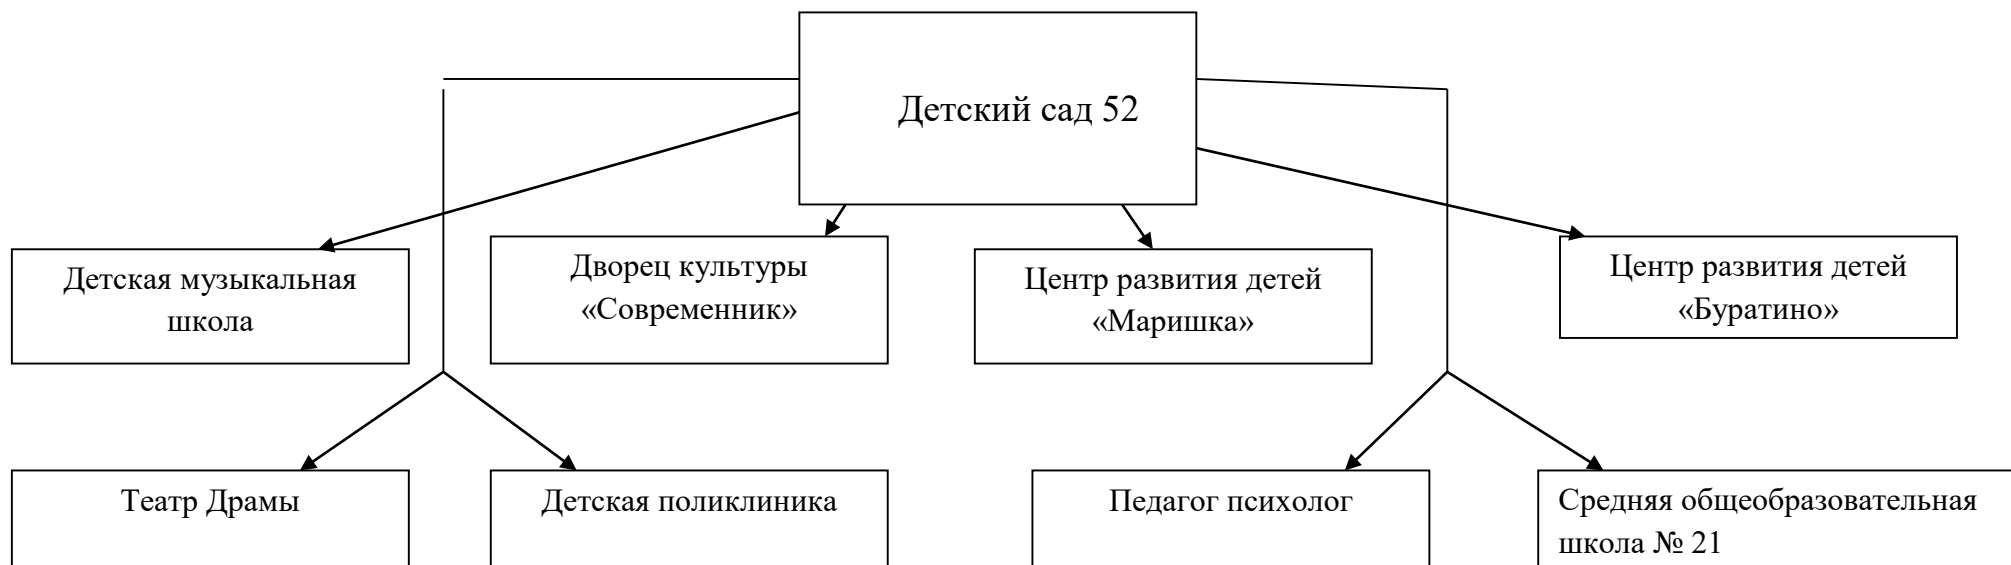 Детский сад 52
Детская музыкальная
школа
Дворец культуры
«Современник»
Центр развития детей
«Маришка»
Центр развития детей
«Буратино»
Театр Драмы
Детская поликлиника
Педагог психолог
Средняя общеобразовательная
школа № 21